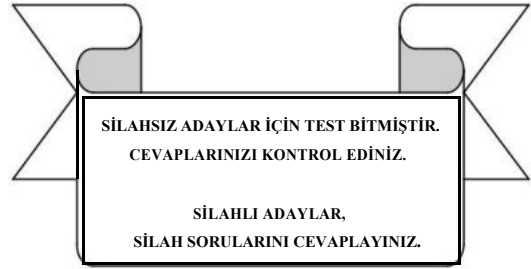 SİLAHSIZ ADAYLAR İÇİN TEST BİTMİŞTİR.
CEVAPLARINIZI KONTROL EDİNİZ.
SİLAHLI ADAYLAR,
SİLAH SORULARINI CEVAPLAYINIZ.